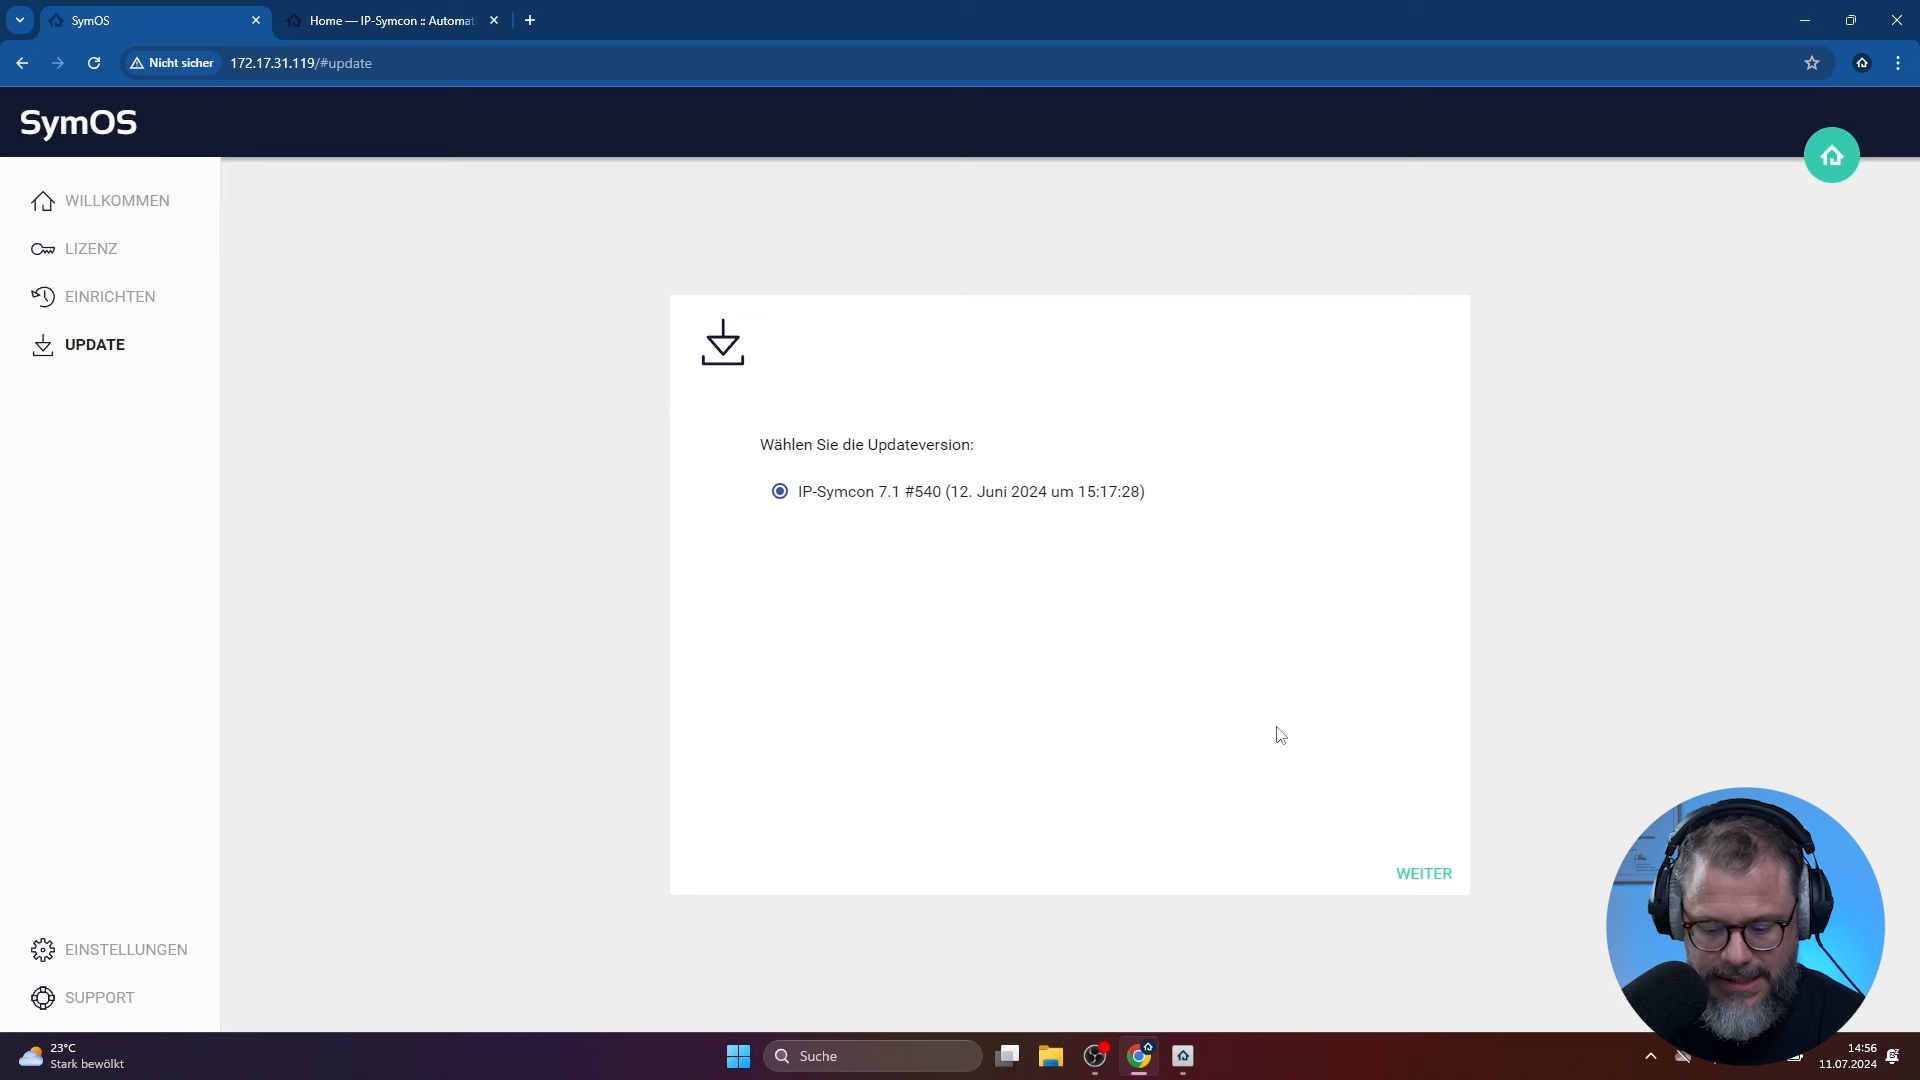 SymOS
Home — IP-Symcon :: Automat
Nicht sicher
172.17.31.119/#update
SymOS
WILLKOMMEN
LIZENZ
EINRICHTEN
UPDATE
Wählen Sie die Updateversion:
IP-Symcon 7.1 #540 (12. Juni 2024 um 15:17:28)
WEITER
EINSTELLUNGEN
SUPPORT
23°C
Stark bewölkt
Suche
14:56
11.07.2024